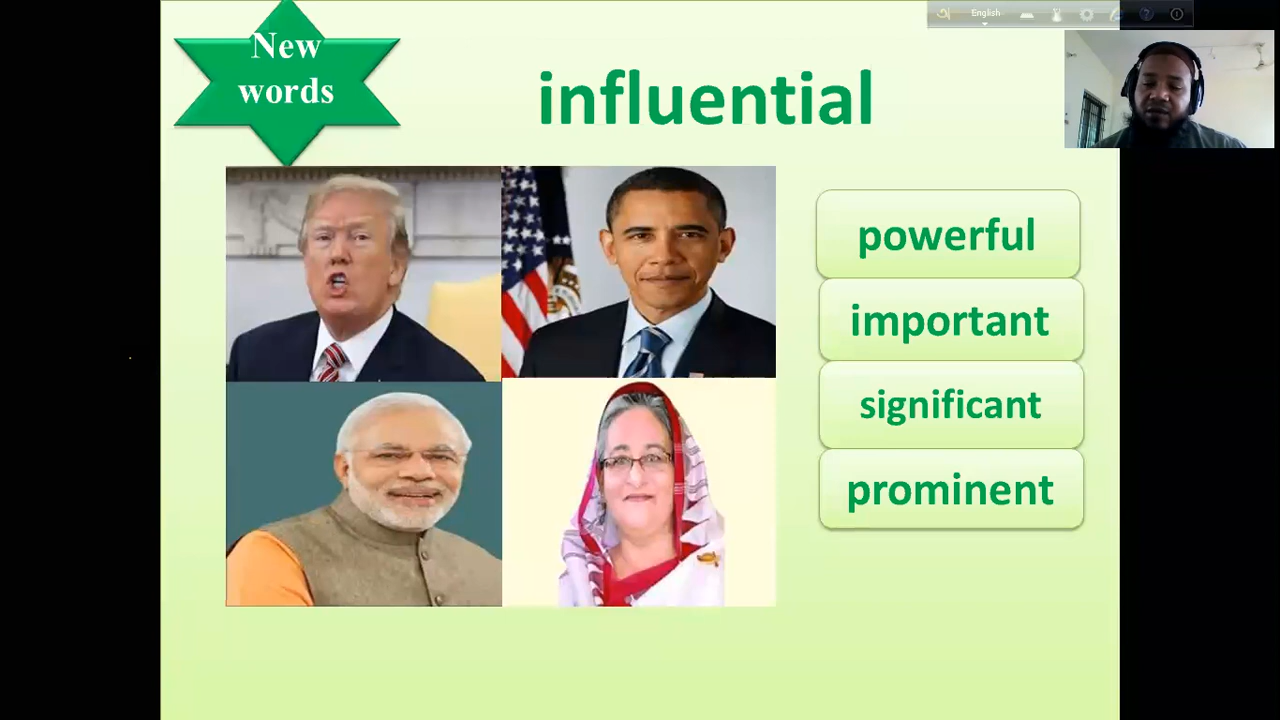 New
words
influential
English
powerful
important
significant
prominent